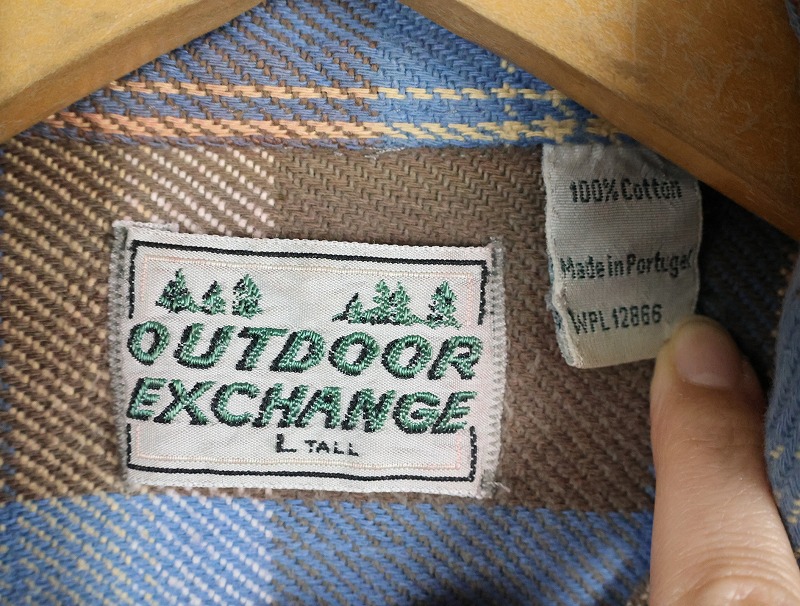 OUTDOOR
EXCHANGE
L TALL
100% Cotton
Made in Portugal
WPL 12866